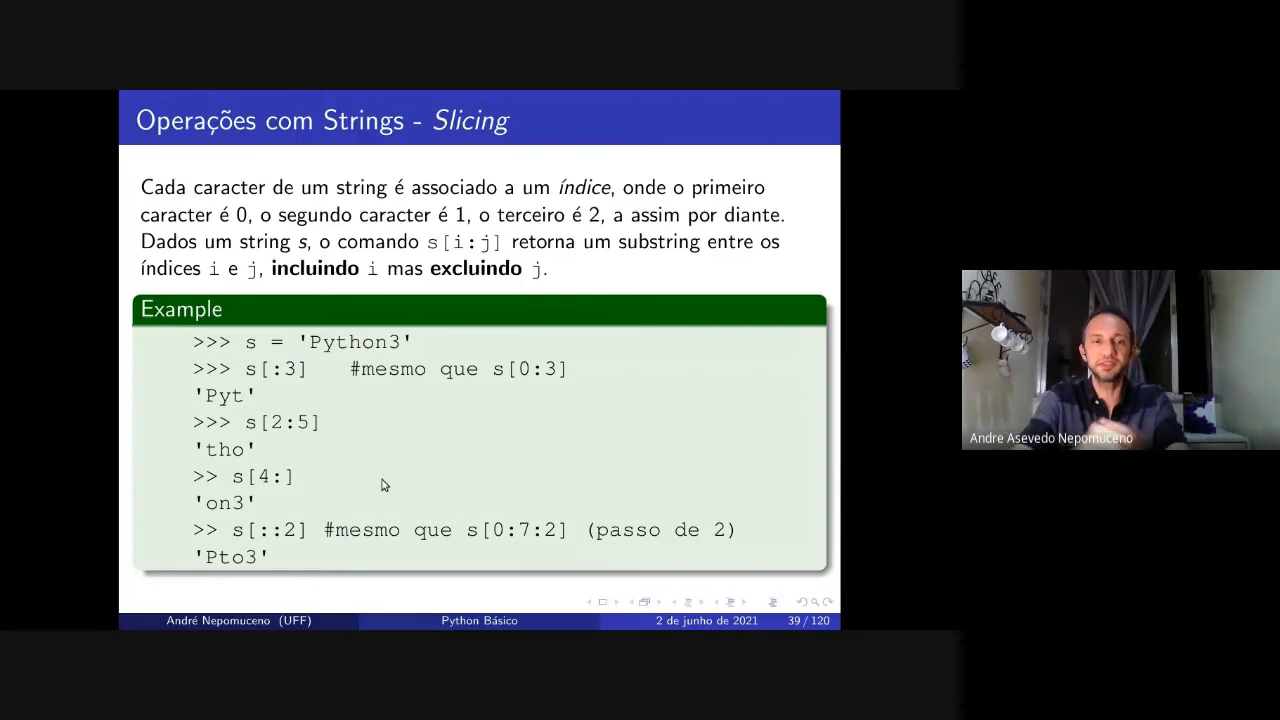 Operações com Strings - Slicing
Cada caracter de um string é associado a um índice, onde o primeiro
caracter é 0, o segundo caracter é 1, o terceiro é 2, a assim por diante.
Dados um string s, o comando s[i:j] retorna um substring entre os
índices i e j, incluindo i mas excluindo j.
Example
>>> s = 'Python3'
>>> s[:3] #mesmo que s[0:3]
'Pyt'
>>> s[2:5]
'tho'
>> s[4:]
'on3'
>> s[::2] #mesmo que s[0:7:2] (passo de 2)
'Pto3'
André Nepomuceno (UFF) Python Básico 2 de junho de 2021 39 / 120
Andre Asevedo Nepomuceno